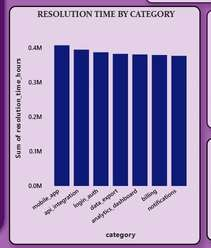 RESOLUTION TIME BY CATEGORY
Sum of resolution_time_hours
0.4M
0.3M
0.2M
0.1M
0.0M
mobile_app
api_integration
login_auth
data_export
analytics_dashboard
billing
notifications
category